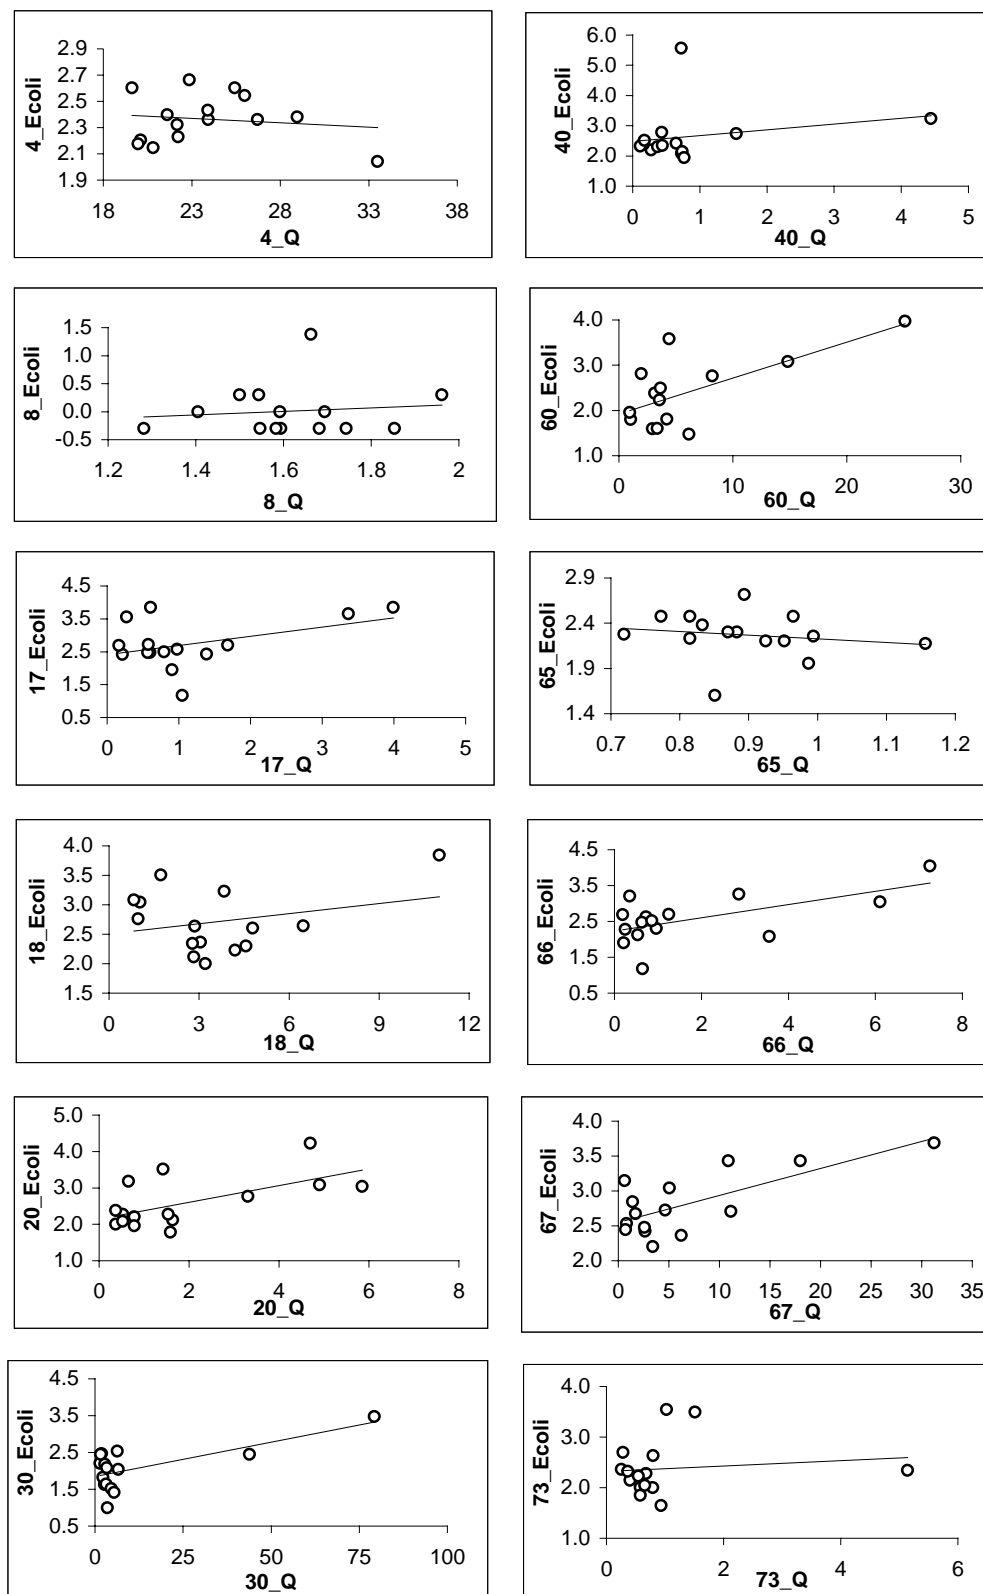 2.9
2.7
2.5
2.3
2.1
1.9
4_Ecoli
18 23 28 33 38
4_Q
6.0
5.0
4.0
3.0
2.0
1.0
40_Ecoli
0 1 2 3 4 5
40_Q
1.5
1.0
0.5
0.0
-0.5
8_Ecoli
1.2 1.4 1.6 1.8 2
8_Q
4.0
3.0
2.0
1.0
60_Ecoli
0 10 20 30
60_Q
4.5
3.5
2.5
1.5
0.5
17_Ecoli
0 1 2 3 4 5
17_Q
2.9
2.4
1.9
1.4
65_Ecoli
0.7 0.8 0.9 1 1.1 1.2
65_Q
4.0
3.5
3.0
2.5
2.0
1.5
18_Ecoli
0 3 6 9 12
18_Q
4.5
3.5
2.5
1.5
0.5
66_Ecoli
0 2 4 6 8
66_Q
5.0
4.0
3.0
2.0
1.0
20_Ecoli
0 2 4 6 8
20_Q
4.0
3.5
3.0
2.5
2.0
67_Ecoli
0 5 10 15 20 25 30 35
67_Q
4.5
3.5
2.5
1.5
0.5
30_Ecoli
0 25 50 75 100
30_Q
4.0
3.0
2.0
1.0
73_Ecoli
0 2 4 6
73_Q